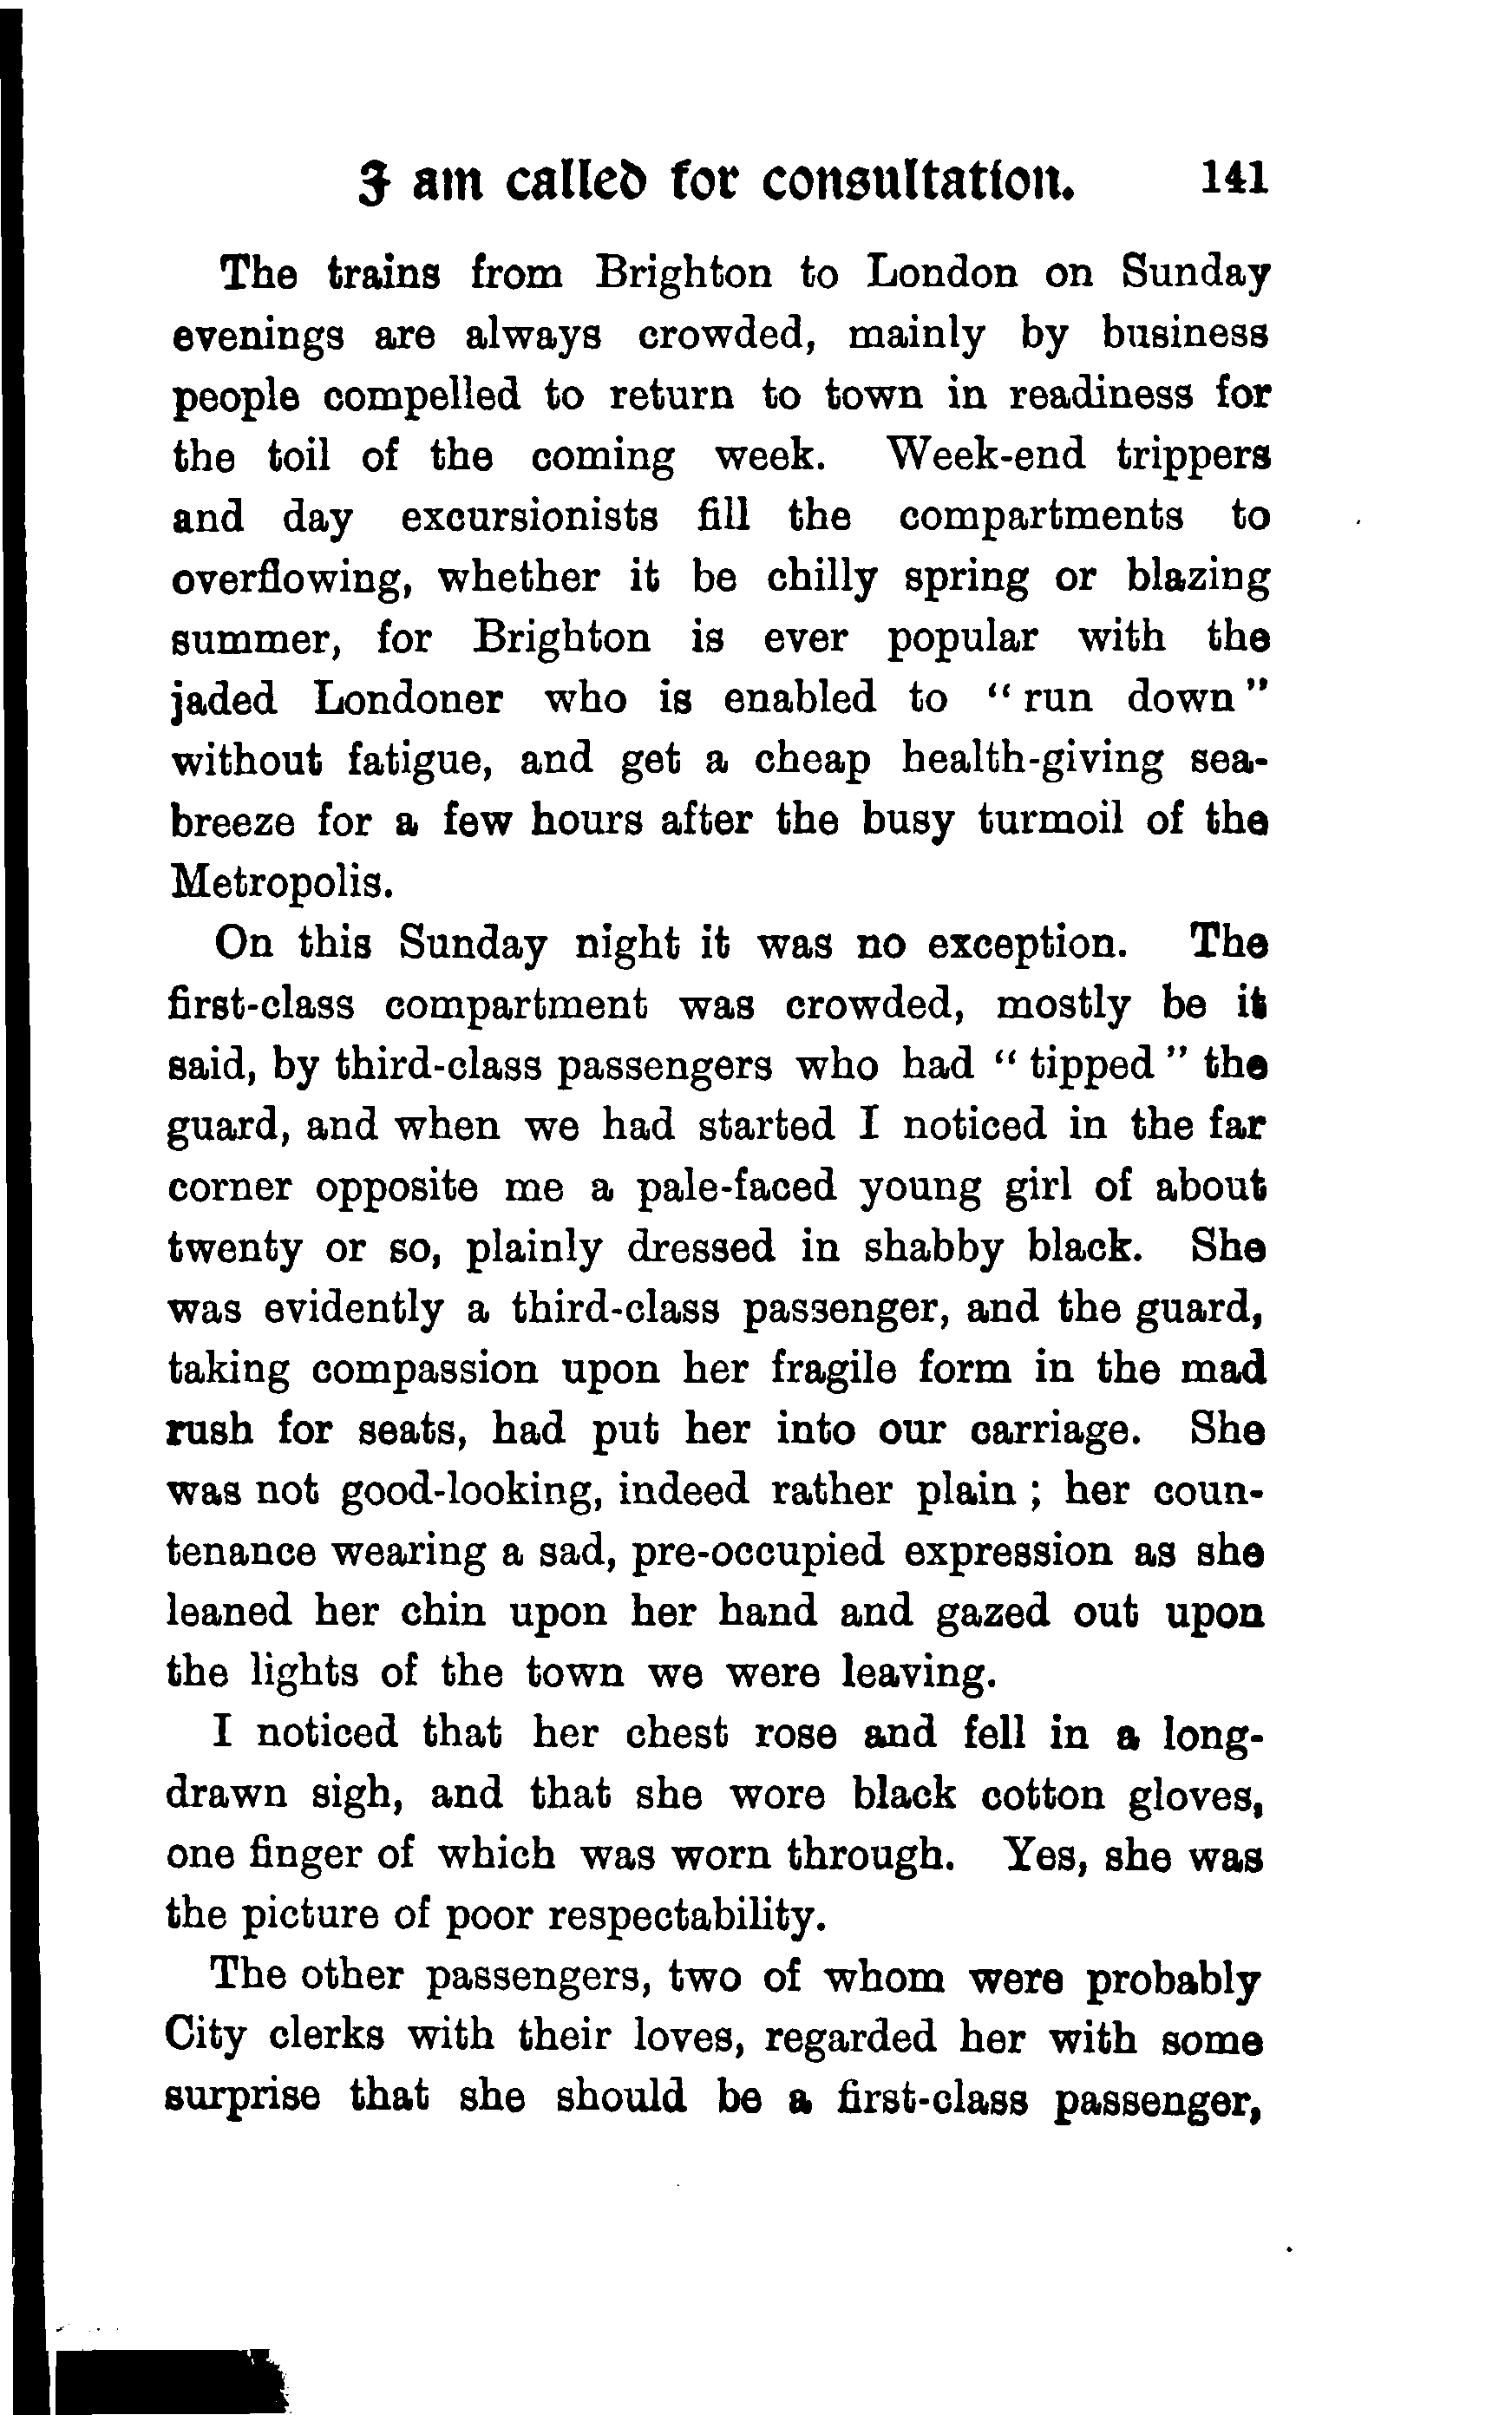 I am called for consultation. 141
The trains from Brighton to London on Sunday
evenings are always crowded, mainly by business
people compelled to return to town in readiness for
the toil of the coming week. Week-end trippers
and day excursionists fill the compartments to
overflowing, whether it be chilly spring or blazing
summer, for Brighton is ever popular with the
jaded Londoner who is enabled to “run down”
without fatigue, and get a cheap health-giving sea-
breeze for a few hours after the busy turmoil of the
Metropolis.
On this Sunday night it was no exception. The
first-class compartment was crowded, mostly be it
said, by third-class passengers who had “tipped” the
guard, and when we had started I noticed in the far
corner opposite me a pale-faced young girl of about
twenty or so, plainly dressed in shabby black. She
was evidently a third-class passenger, and the guard,
taking compassion upon her fragile form in the mad
rush for seats, had put her into our carriage. She
was not good-looking, indeed rather plain; her coun-
tenance wearing a sad, pre-occupied expression as she
leaned her chin upon her hand and gazed out upon
the lights of the town we were leaving.
I noticed that her chest rose and fell in a long-
drawn sigh, and that she wore black cotton gloves,
one finger of which was worn through. Yes, she was
the picture of poor respectability.
The other passengers, two of whom were probably
City clerks with their loves, regarded her with some
surprise that she should be a first-class passenger,